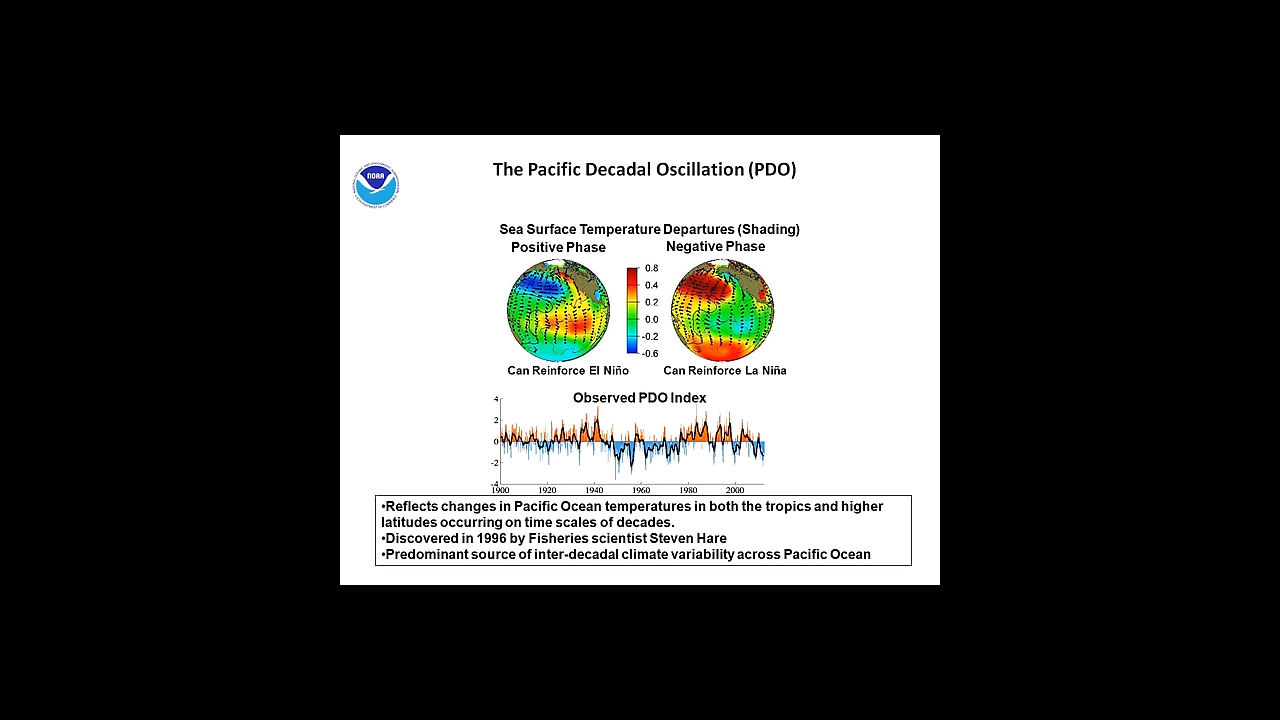 The Pacific Decadal Oscillation (PDO)
NOAA
Sea Surface Temperature Departures (Shading)
Positive Phase
Negative Phase
0.8
0.4
0.2
0.0
-0.2
-0.6
Can Reinforce El Niño
Can Reinforce La Niña
Observed PDO Index
4
2
0
-2
-4
1900 1920 1940 1960 1980 2000
•Reflects changes in Pacific Ocean temperatures in both the tropics and higher
latitudes occurring on time scales of decades.
•Discovered in 1996 by Fisheries scientist Steven Hare
•Predominant source of inter-decadal climate variability across Pacific Ocean